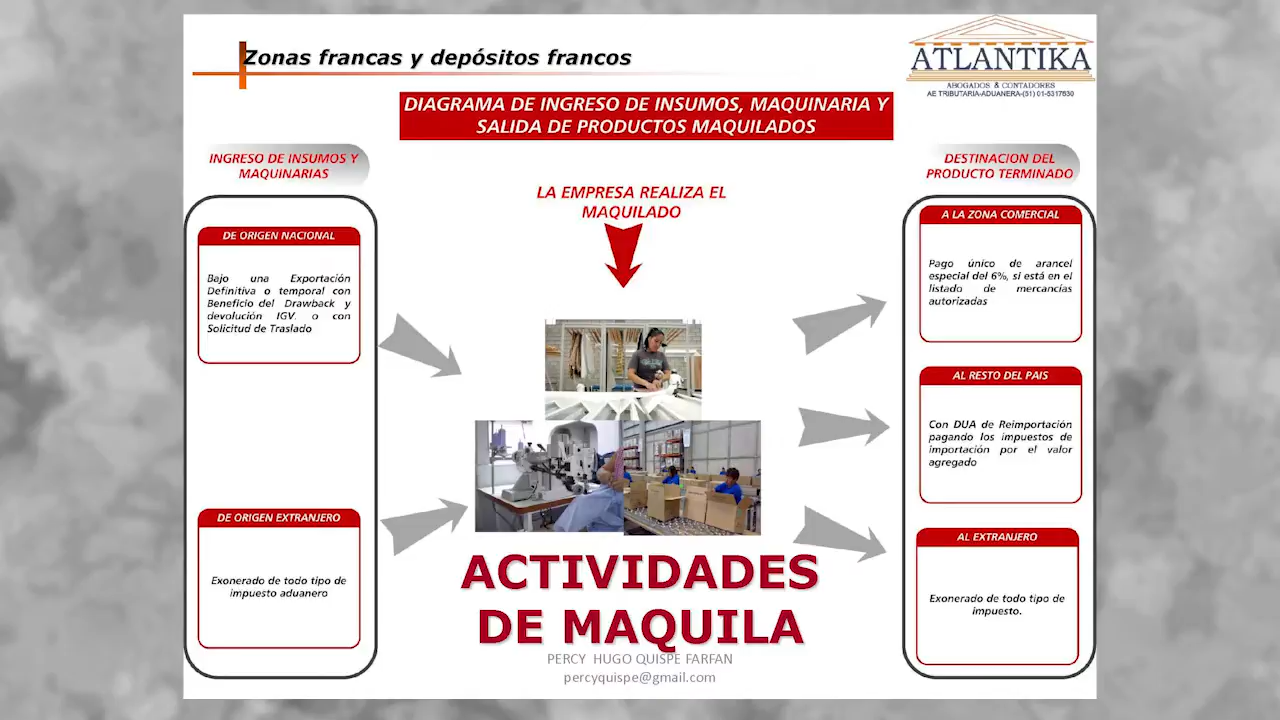 Zonas francas y depósitos francos
ATLANTIKA
ABOGADOS & CONTADORES
AE TRIBUTARIA-ADUANERA-(51) 01-5317630
DIAGRAMA DE INGRESO DE INSUMOS, MAQUINARIA Y
SALIDA DE PRODUCTOS MAQUILADOS
INGRESO DE INSUMOS Y
MAQUINARIAS
DE ORIGEN NACIONAL
Bajo una Exportación
Definitiva o temporal con
Beneficio del Drawback y
devolución IGV. o con
Solicitud de Traslado
DE ORIGEN EXTRANJERO
Exonerado de todo tipo de
impuesto aduanero
LA EMPRESA REALIZA EL
MAQUILADO
ACTIVIDADES
DE MAQUILA
PERCY HUGO QUISPE FARFAN
percyquispe@gmail.com
DESTINACION DEL
PRODUCTO TERMINADO
A LA ZONA COMERCIAL
Pago único de arancel
especial del 6%, si está en el
listado de mercancías
autorizadas
AL RESTO DEL PAIS
Con DUA de Reimportación
pagando los impuestos de
importación por el valor
agregado
AL EXTRANJERO
Exonerado de todo tipo de
impuesto.